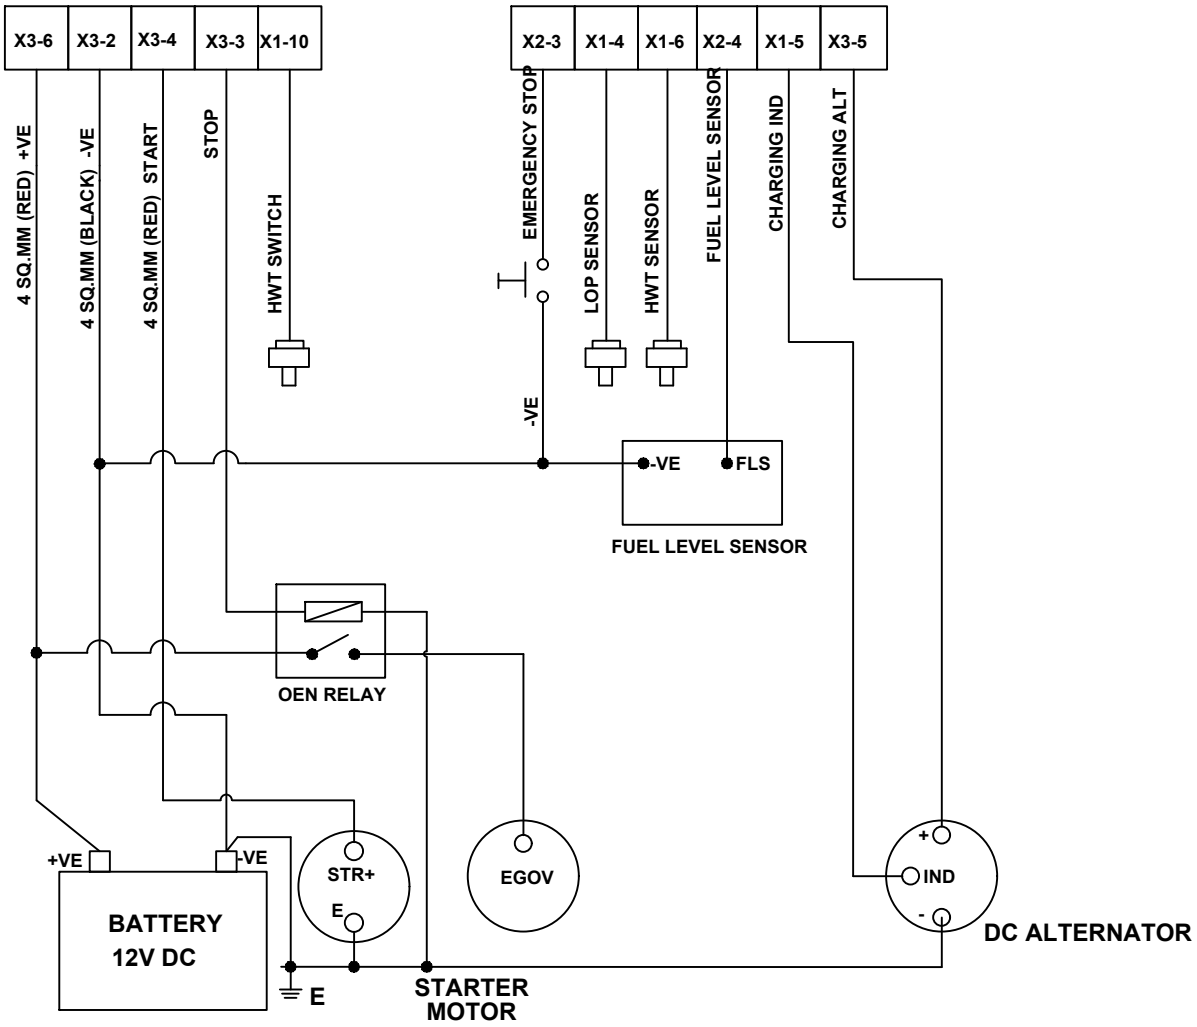 X3-6 X3-2 X3-4 X3-3 X1-10
X2-3 X1-4 X1-6 X2-4 X1-5 X3-5
4 SQ.MM (RED) +VE
4 SQ.MM (BLACK) -VE
4 SQ.MM (RED) START
STOP
HWT SWITCH
EMERGENCY STOP
LOP SENSOR
HWT SENSOR
FUEL LEVEL SENSOR
CHARGING IND
CHARGING ALT
-VE
-VE FLS
FUEL LEVEL SENSOR
OEN RELAY
+VE
-VE
BATTERY
12V DC
STR+
E
EGOV
+
IND
-
DC ALTERNATOR
E
STARTER
MOTOR